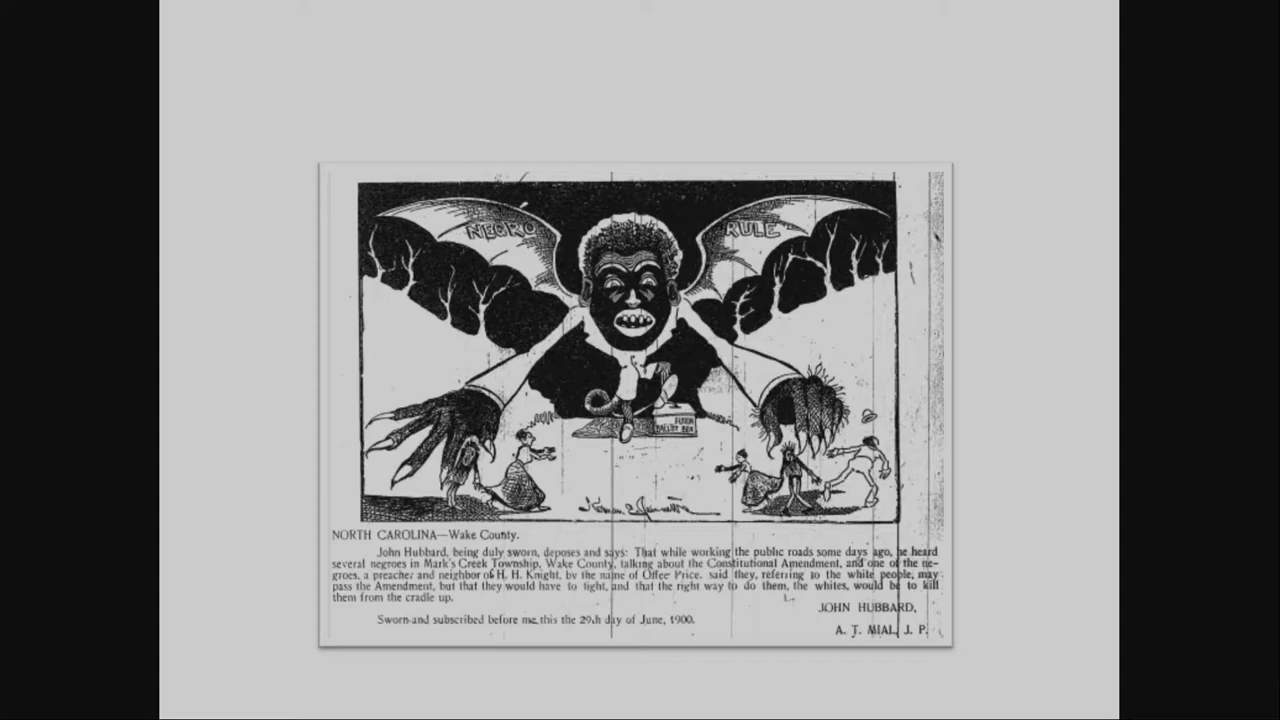 NEGRO RULE
FUSION
BALLOT BOX
Norman E. Jennett
NORTH CAROLINA—Wake County.
John Hubbard, being duly sworn, deposes and says: That while working the public roads some days ago, he heard
several negroes in Mark's Creek Township, Wake County, talking about the Constitutional Amendment, and one of the ne-
groes, a preacher and neighbor of H. H. Knight, by the name of Offee Price, said they, referring to the white people, may
pass the Amendment, but that they would have to fight, and that the right way to do them, the whites, would be to kill
them from the cradle up.
JOHN HUBBARD,
Sworn and subscribed before me this the 29th day of June, 1900.
A. T. MIAL, J. P.